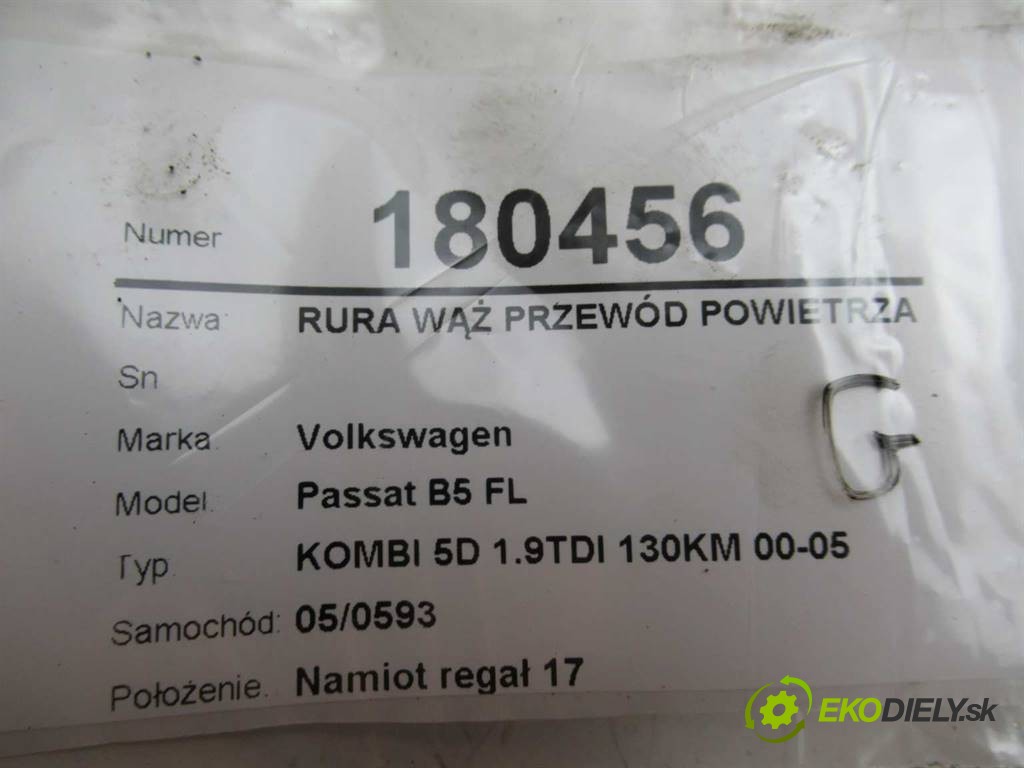 Numer 180456
Nazwa: RURA WĄŻ PRZEWÓD POWIETRZA
Sn
Marka Volkswagen
Model. Passat B5 FL
Typ KOMBI 5D 1.9TDI 130KM 00-05
Samochód: 05/0593
Położenie. Namiot regał 17
G
EKODIELY.sk